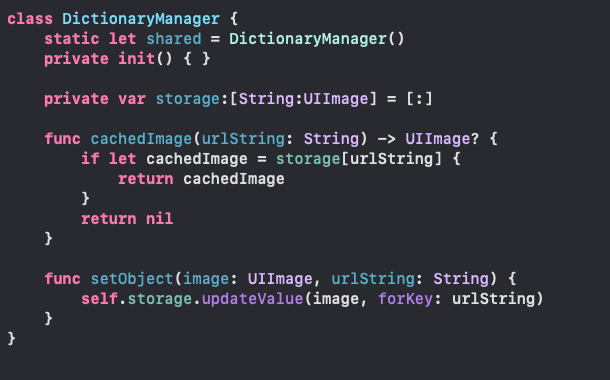 class DictionaryManager {
    static let shared = DictionaryManager()
    private init() { }

    private var storage:[String:UIImage] = [:]

    func cachedImage(urlString: String) -> UIImage? {
        if let cachedImage = storage[urlString] {
            return cachedImage
        }
        return nil
    }

    func setObject(image: UIImage, urlString: String) {
        self.storage.updateValue(image, forKey: urlString)
    }
}